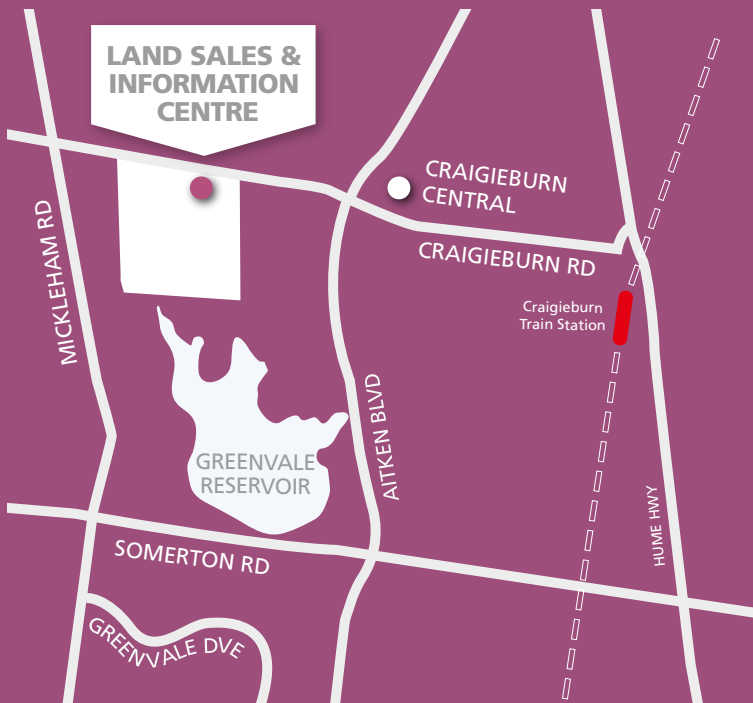 LAND SALES &
INFORMATION
CENTRE
CRAIGIEBURN
CENTRAL
CRAIGIEBURN RD
MICKLEHAM RD
Craigieburn
Train Station
AITKEN BLVD
GREENVALE
RESERVOIR
HUME HWY
SOMERTON RD
GREENVALE DVE